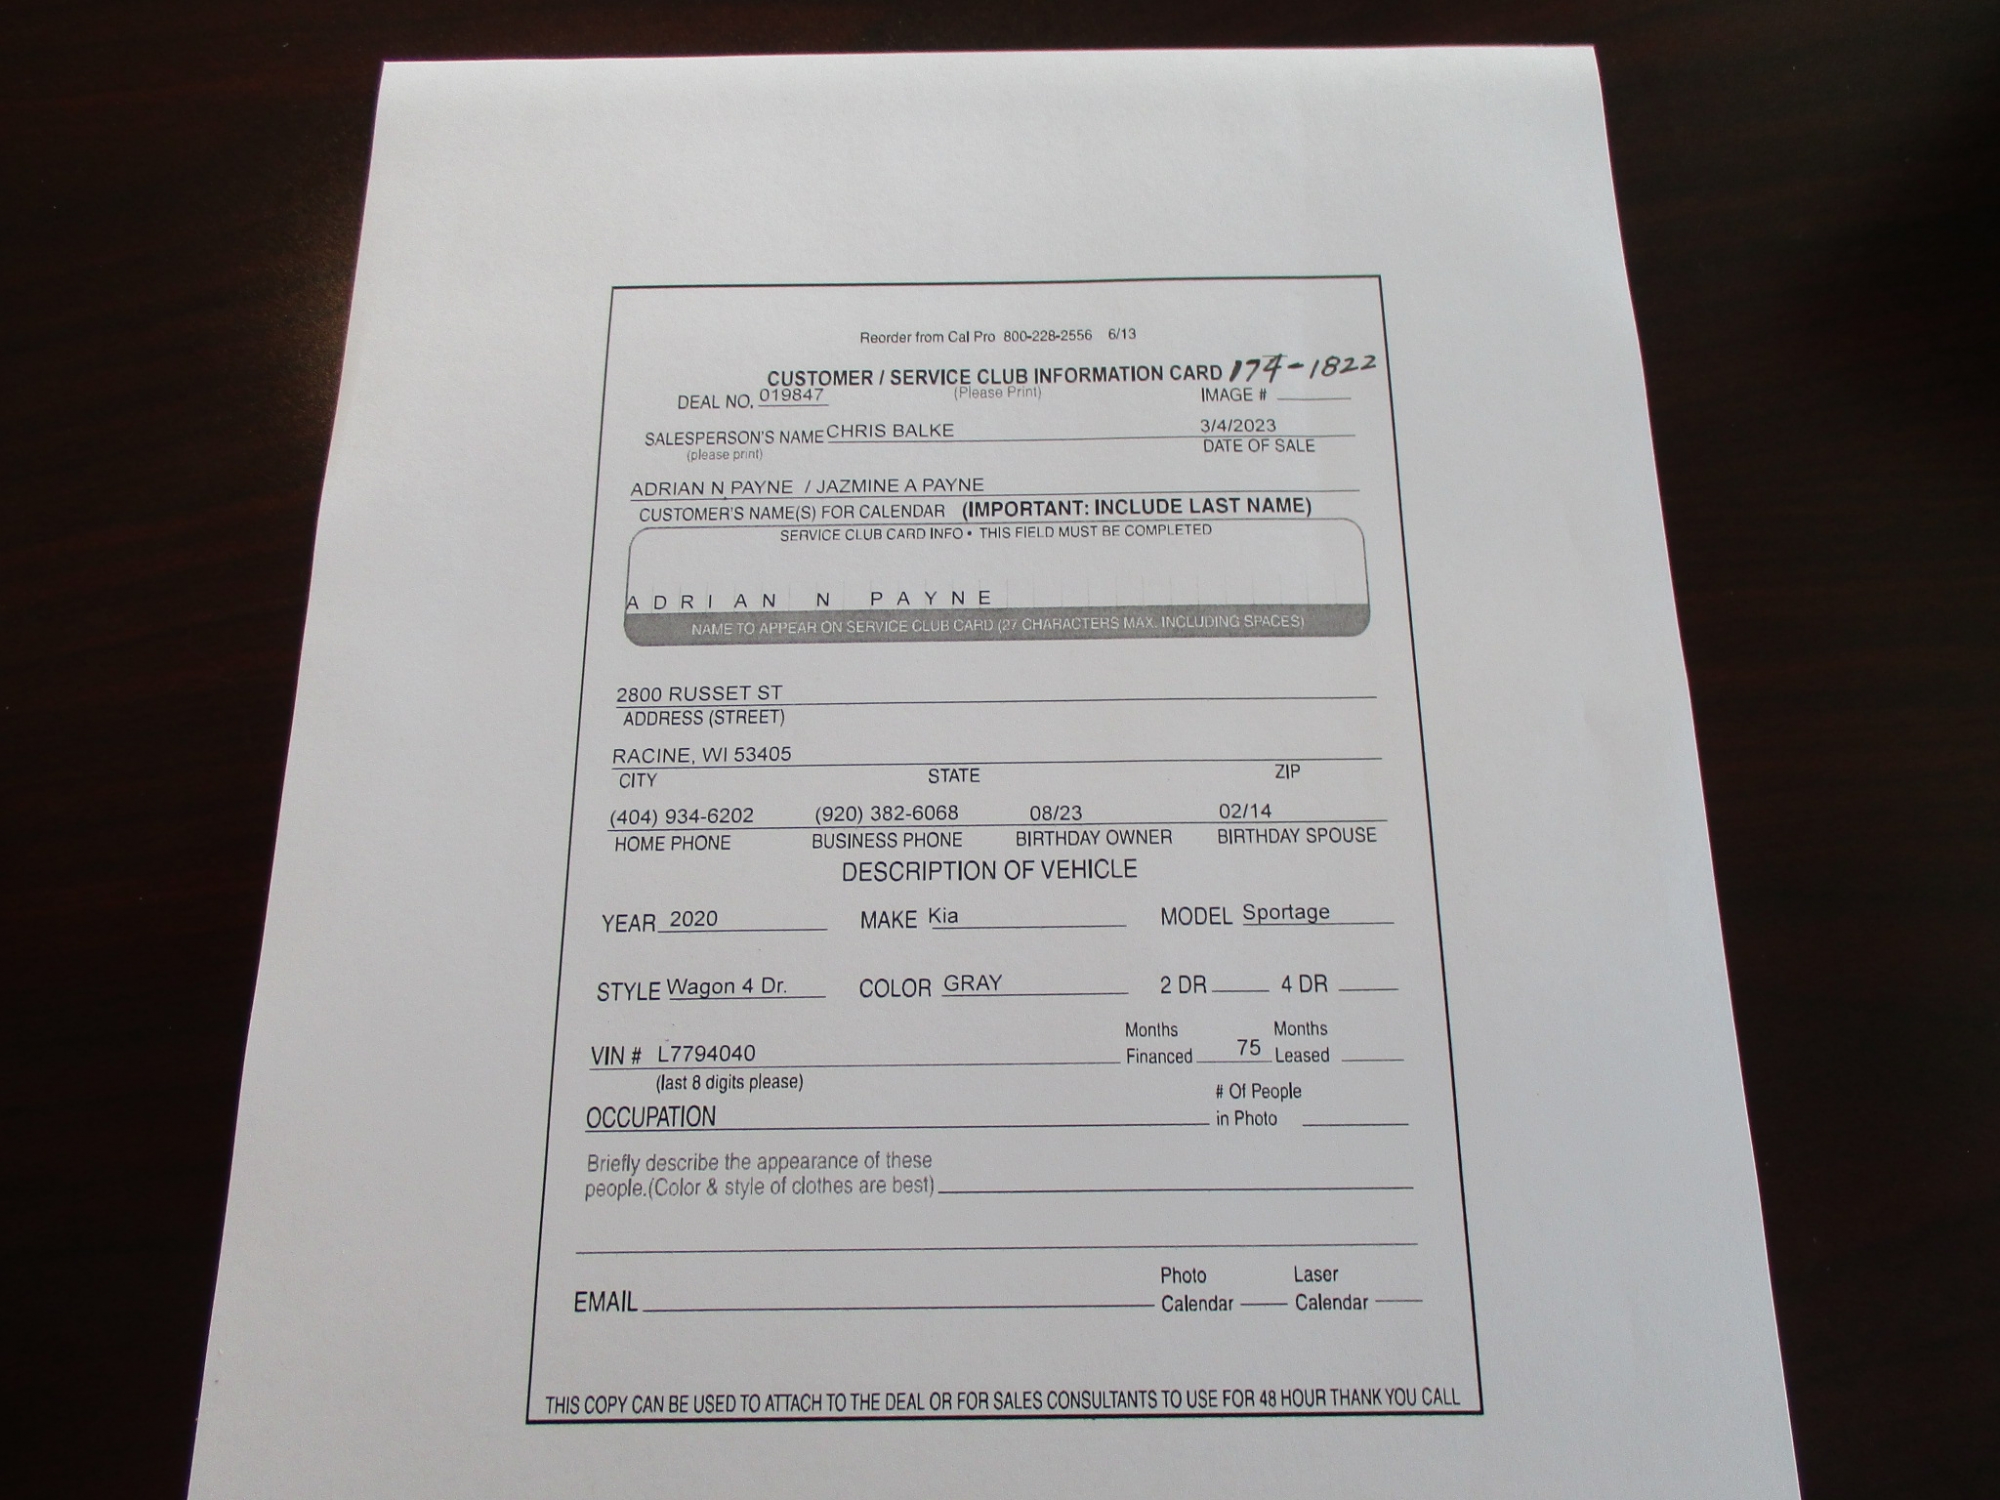 Reorder from Cal Pro 800-228-2556 6/13
CUSTOMER / SERVICE CLUB INFORMATION CARD 174-1822
DEAL NO. 019847 (Please Print) IMAGE #
SALESPERSON'S NAME CHRIS BALKE 3/4/2023
(please print) DATE OF SALE
ADRIAN N PAYNE / JAZMINE A PAYNE
CUSTOMER'S NAME(S) FOR CALENDAR (IMPORTANT: INCLUDE LAST NAME)
SERVICE CLUB CARD INFO • THIS FIELD MUST BE COMPLETED
A D R I A N N P A Y N E
NAME TO APPEAR ON SERVICE CLUB CARD (27 CHARACTERS MAX. INCLUDING SPACES)
2800 RUSSET ST
ADDRESS (STREET)
RACINE, WI 53405
CITY STATE ZIP
(404) 934-6202 (920) 382-6068 08/23 02/14
HOME PHONE BUSINESS PHONE BIRTHDAY OWNER BIRTHDAY SPOUSE
DESCRIPTION OF VEHICLE
YEAR 2020 MAKE Kia MODEL Sportage
STYLE Wagon 4 Dr. COLOR GRAY 2 DR 4 DR
Months Months
VIN # L7794040 Financed 75 Leased
(last 8 digits please) # Of People
OCCUPATION in Photo
Briefly describe the appearance of these
people.(Color & style of clothes are best)
Photo Laser
EMAIL Calendar Calendar
THIS COPY CAN BE USED TO ATTACH TO THE DEAL OR FOR SALES CONSULTANTS TO USE FOR 48 HOUR THANK YOU CALL